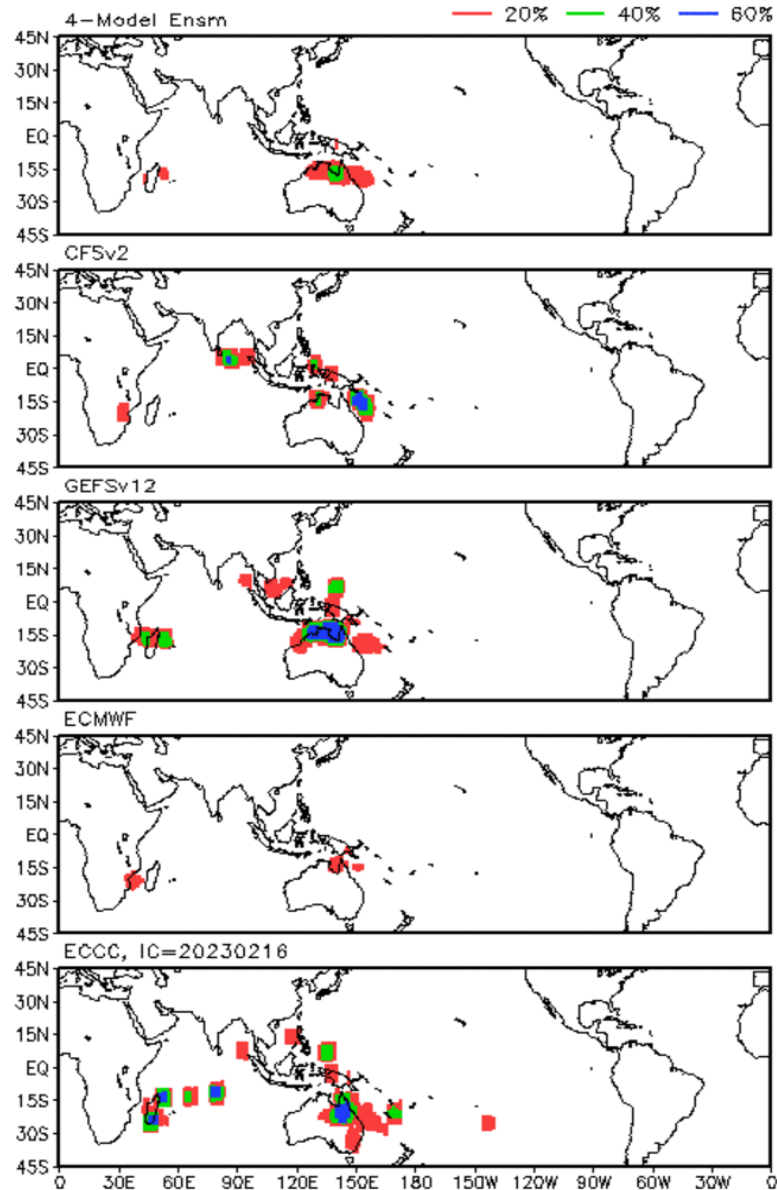 4-Model Ensm 20% 40% 60%
45N
30N
15N
EQ
15S
30S
45S
CFSv2
45N
30N
15N
EQ
15S
30S
45S
GEFSv12
45N
30N
15N
EQ
15S
30S
45S
ECMWF
45N
30N
15N
EQ
15S
30S
45S
ECCC, IC=20230216
45N
30N
15N
EQ
15S
30S
45S
0 30E 60E 90E 120E 150E 180 150W 120W 90W 60W 30W 0